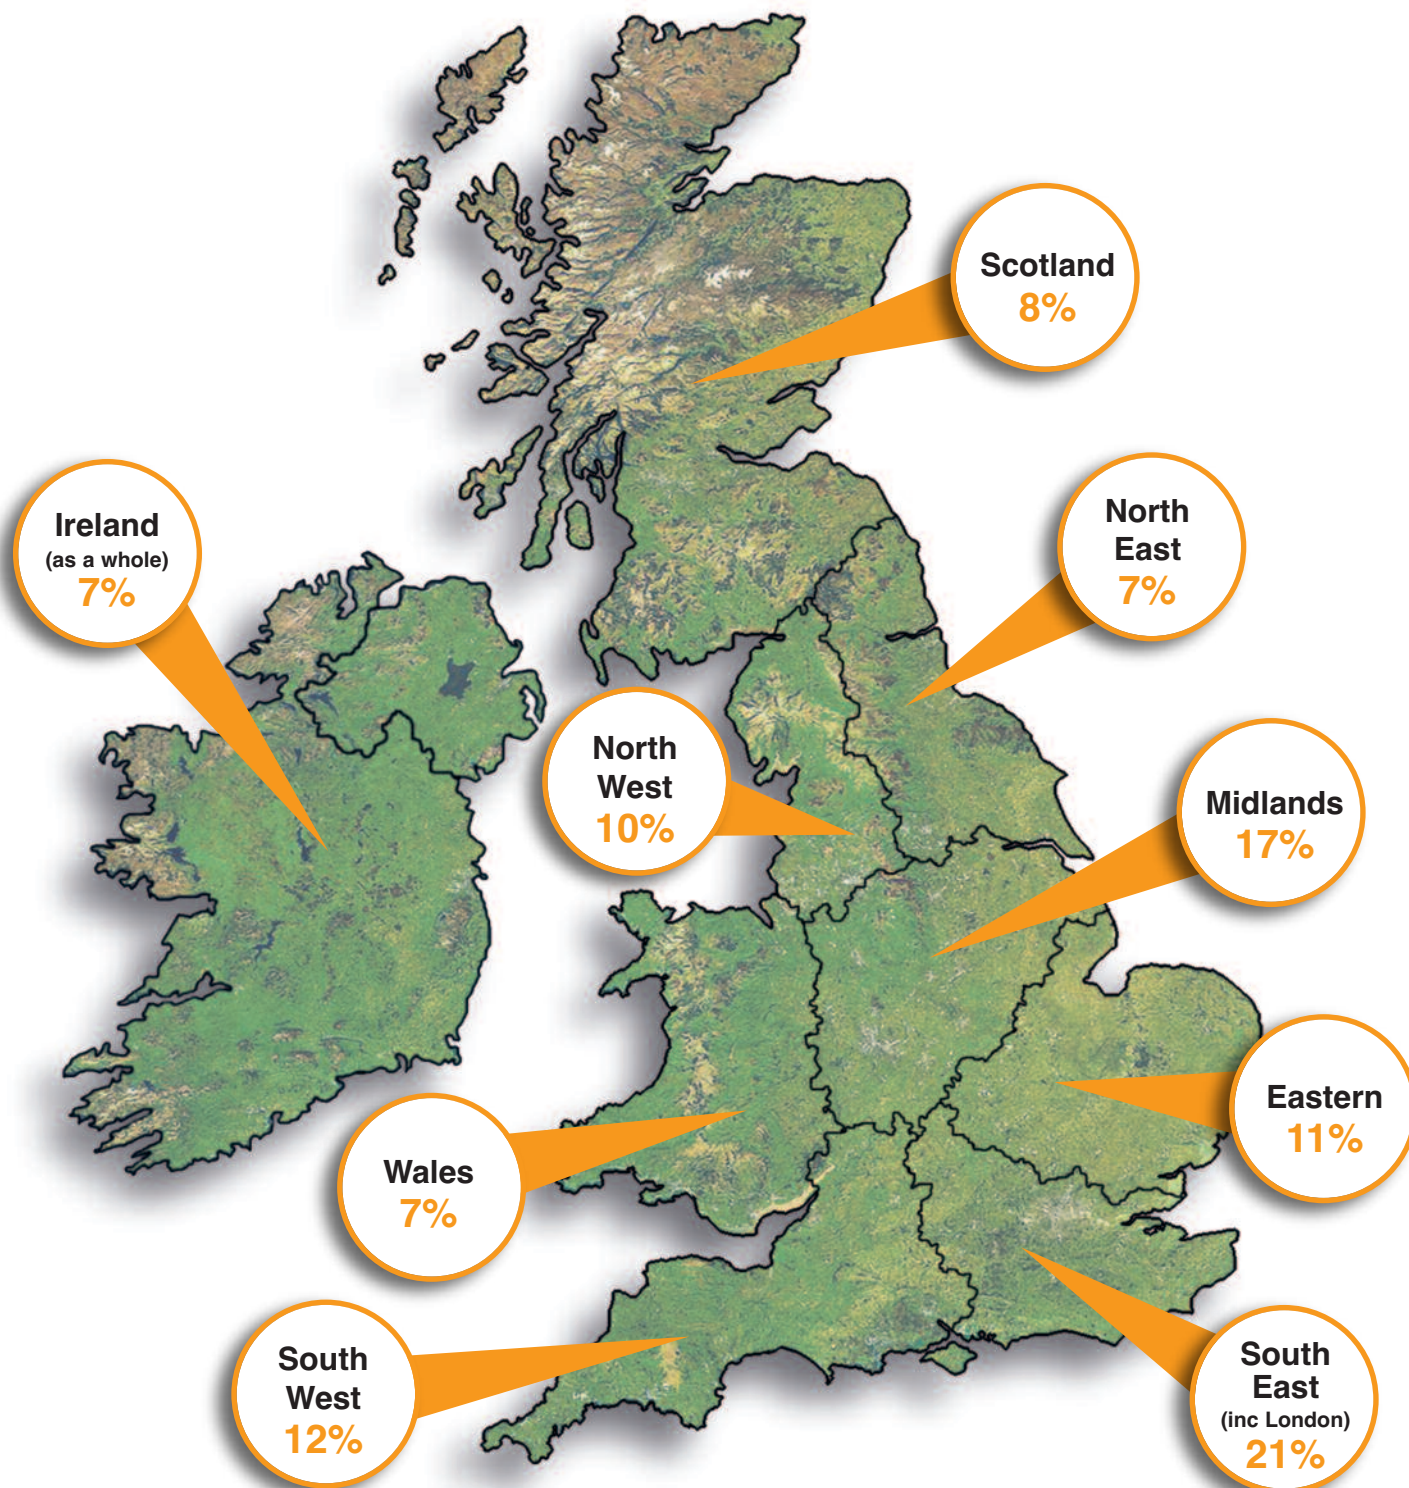 Scotland
8%
Ireland
(as a whole)
7%
North
East
7%
North
West
10%
Midlands
17%
Eastern
11%
Wales
7%
South
West
12%
South
East
(inc London)
21%